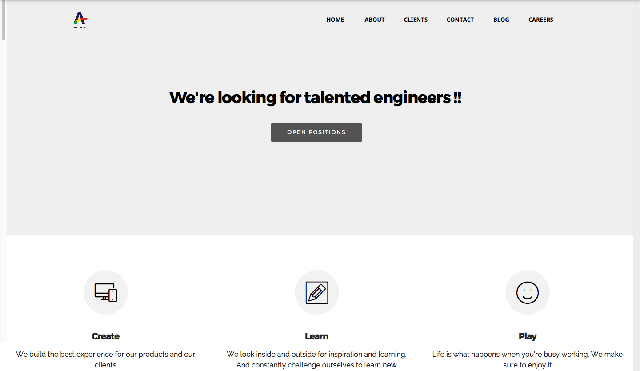 HOME ABOUT CLIENTS CONTACT BLOG CAREERS
We're looking for talented engineers !!
OPEN POSITIONS
Create
We build the best experience for our products and our
clients.
Learn
We look inside and outside for inspiration and learning.
And constantly challenge ourselves to learn new
Play
Life is what happens when you're busy working. We make
sure to enjoy it